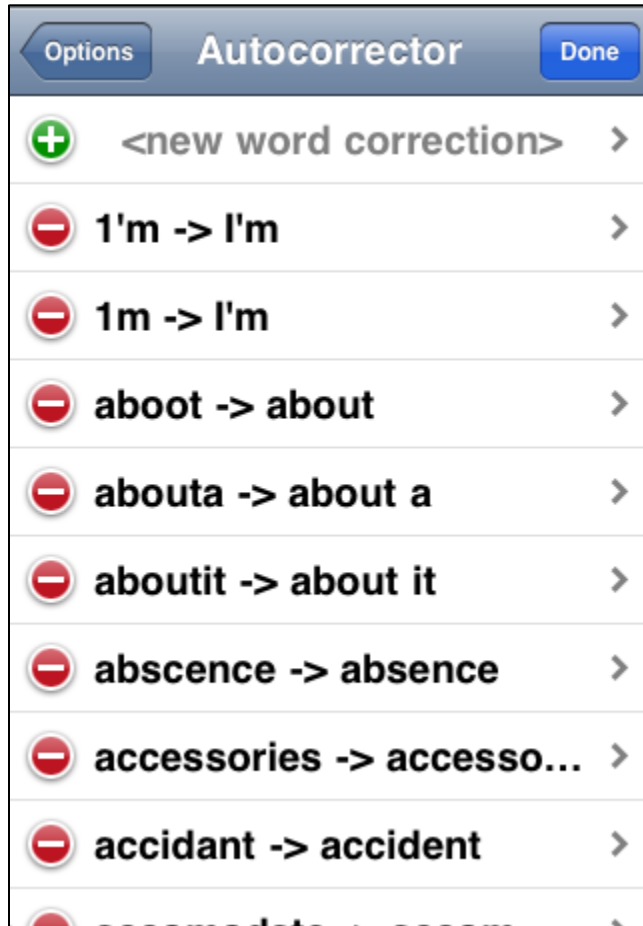 Options Autocorrector Done
<new word correction>
1'm -> I'm
1m -> I'm
aboot -> about
abouta -> about a
aboutit -> about it
abscence -> absence
accessories -> accesso...
accidant -> accident